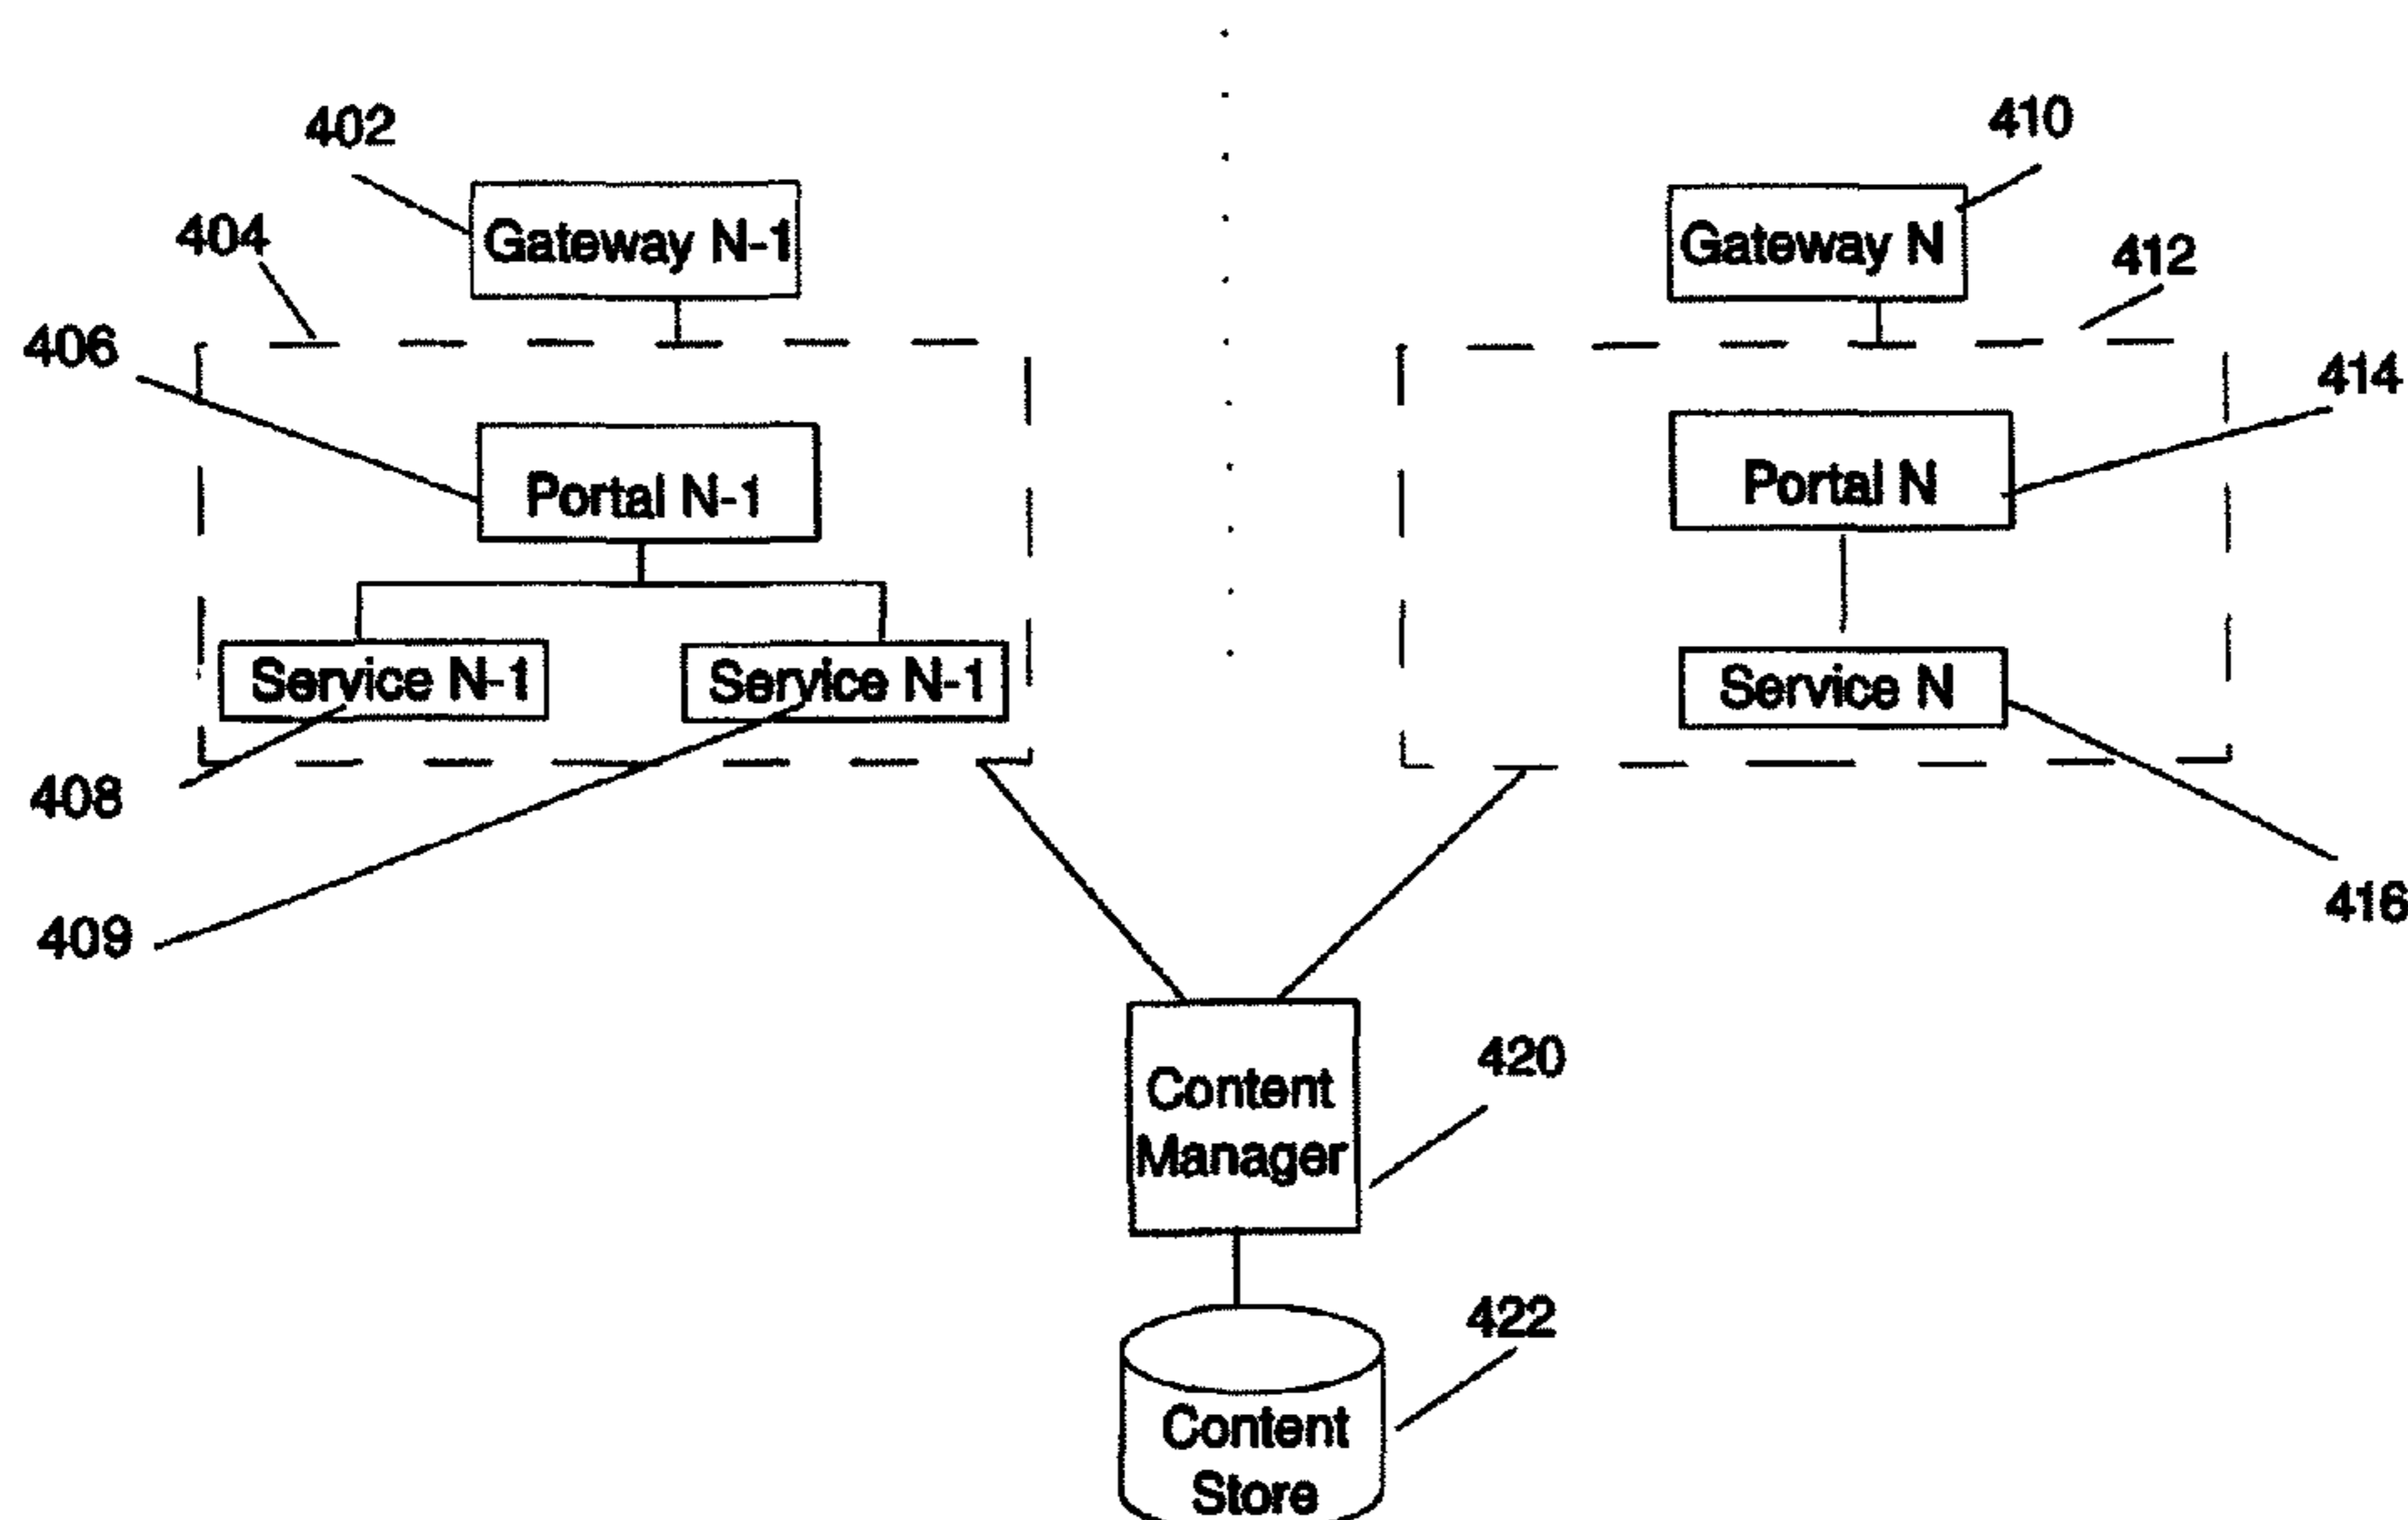 402
410
Gateway N-1
Gateway N
404
412
406
414
Portal N-1
Portal N
Service N-1
Service N-1
Service N
408
416
409
Content
Manager
420
422
Content
Store